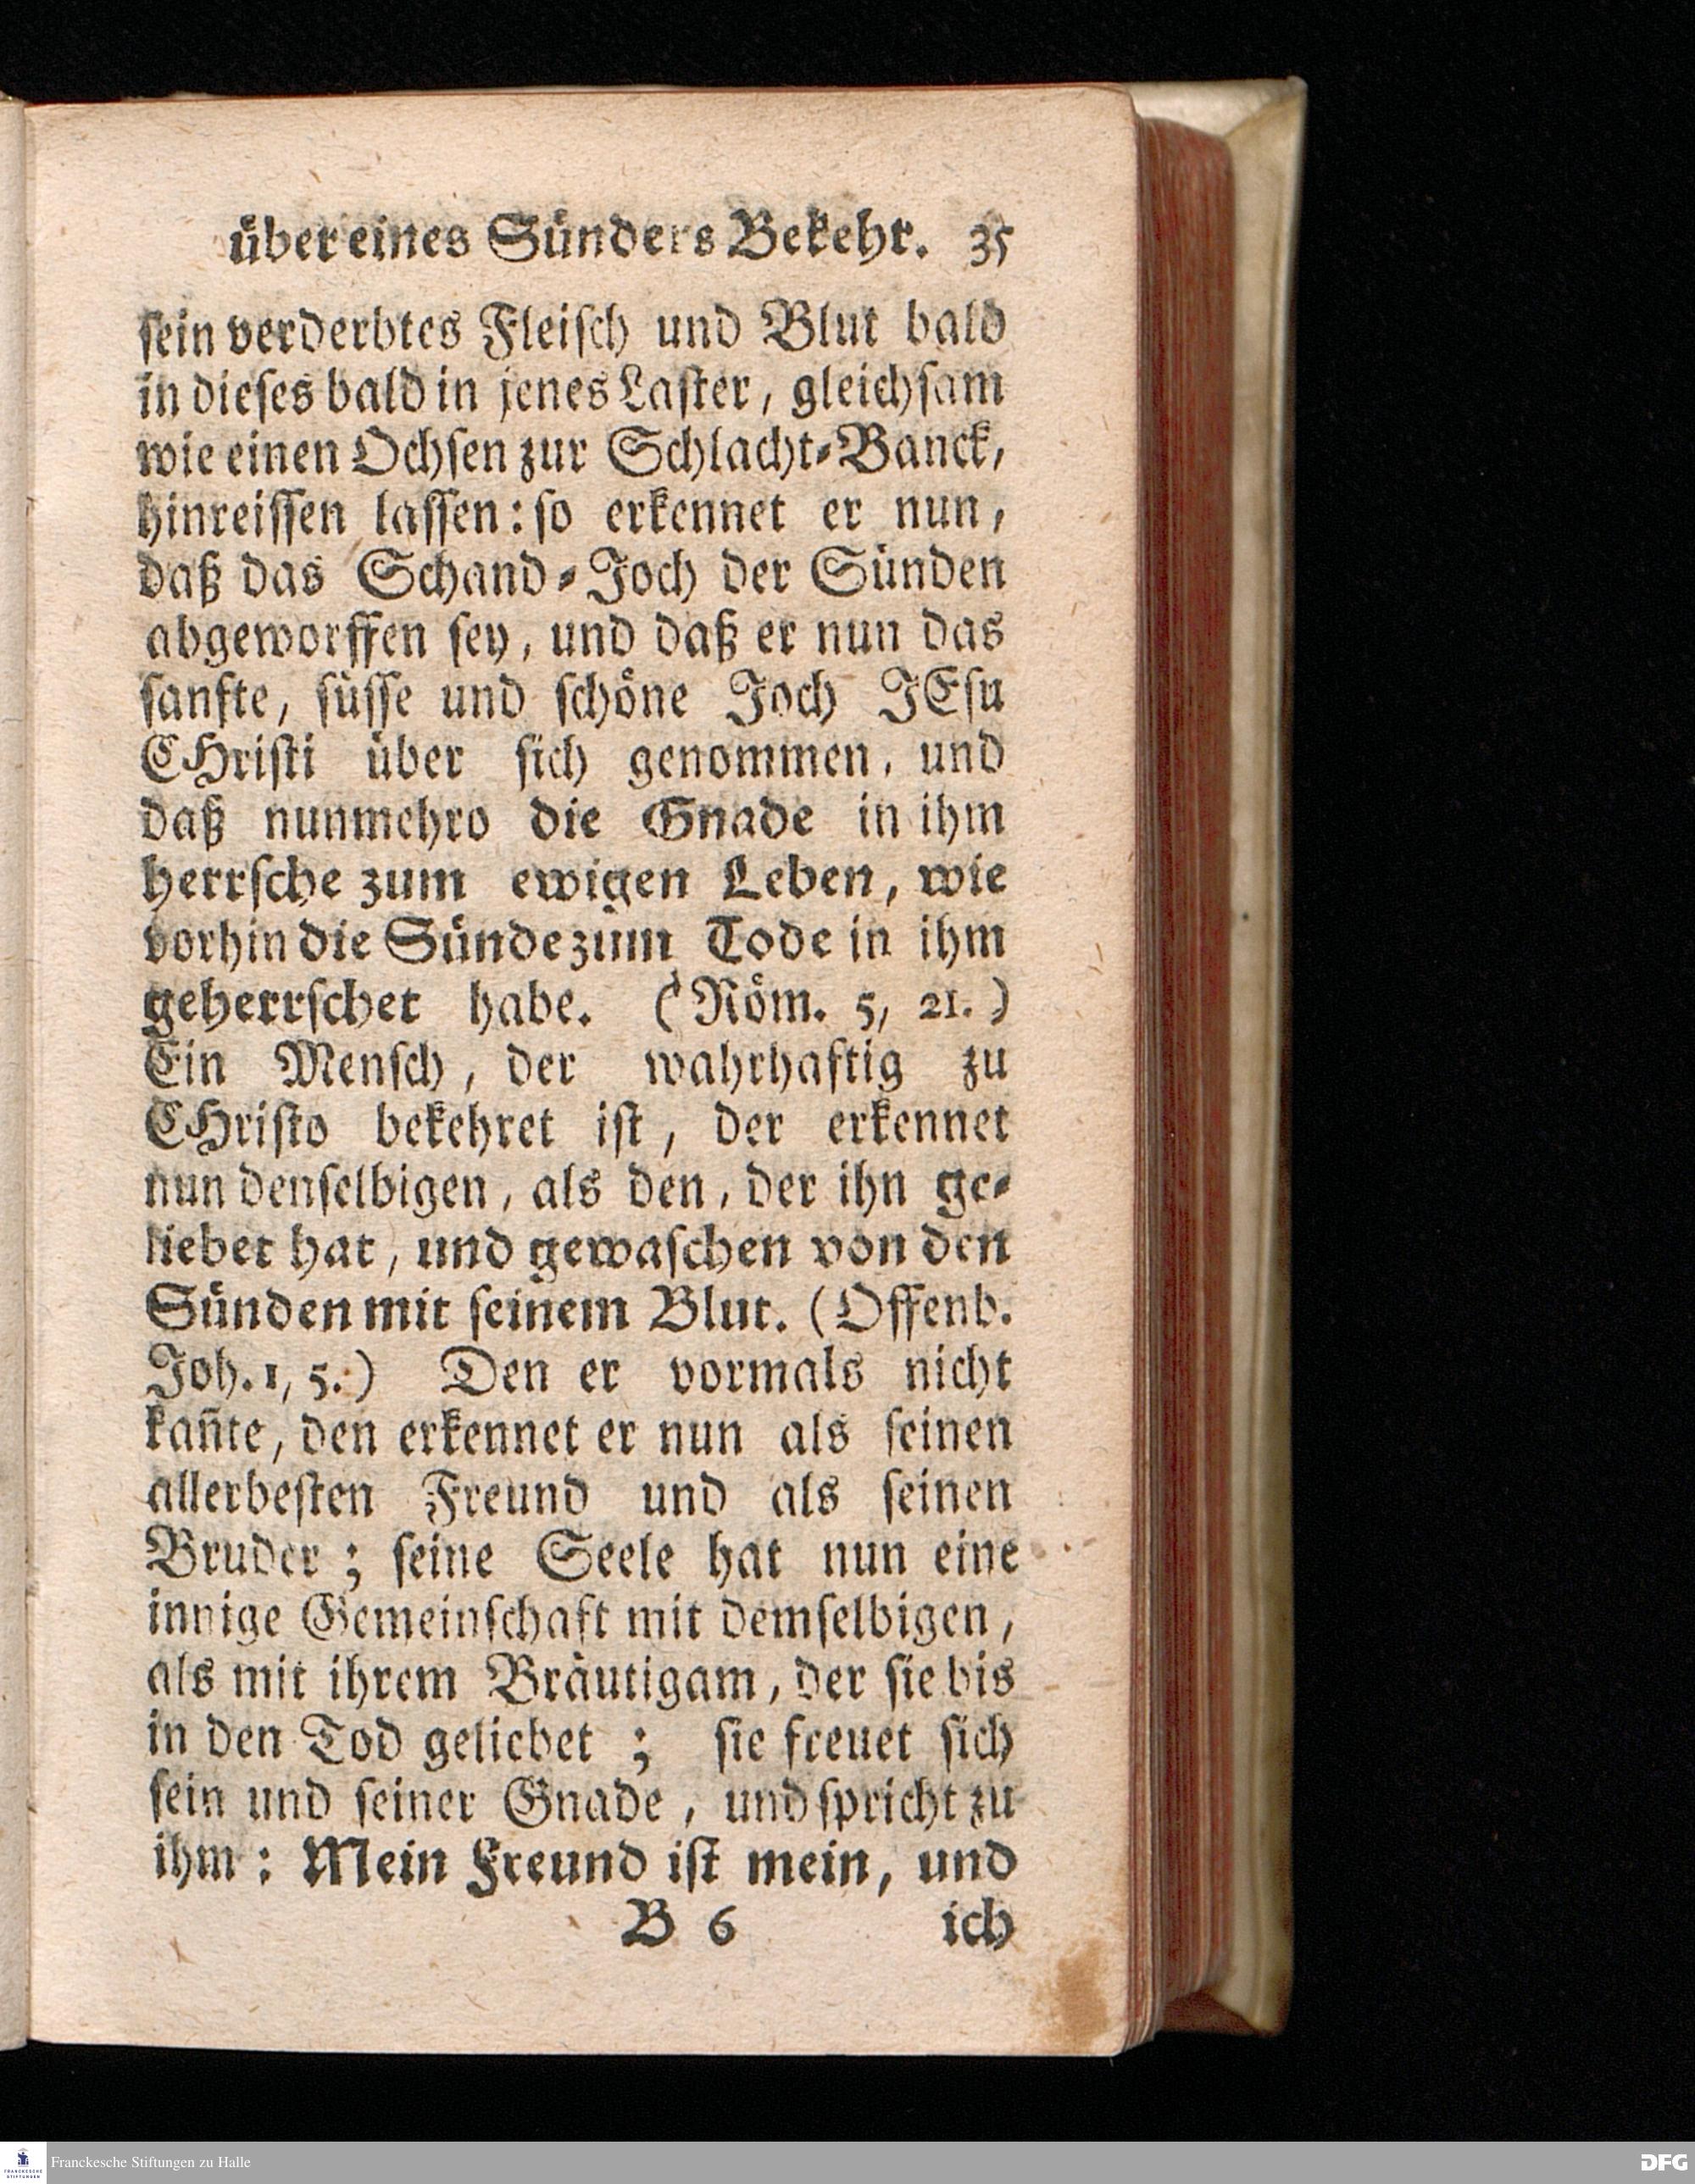 über eines Sünders Bekehr. 35
ſein verderbtes Fleiſch und Blut bald
in dieſes bald in jenes Laſter, gleichſam
wie einen Ochſen zur Schlacht-Banck,
hinreiſſen laſſen: ſo erkennet er nun,
daß das Schand-Joch der Sünden
abgeworffen ſey, und daß er nun das
ſanfte, ſüſſe und ſchöne Joch JEſu
CHriſti über ſich genommen, und
daß nunmehro die Gnade in ihm
herrſche zum ewigen Leben, wie
vorhin die Sünde zum Tode in ihm
geherrſchet habe. (Röm. 5, 21.)
Ein Menſch, der wahrhaftig zu
CHriſto bekehret iſt, der erkennet
nun denſelbigen, als den, der ihn ge-
liebet hat, und gewaſchen von den
Sünden mit ſeinem Blut. (Offenb.
Joh. 1, 5.) Den er vormals nicht
kan̄te, den erkennet er nun als ſeinen
allerbeſten Freund und als ſeinen
Bruder; ſeine Seele hat nun eine
innige Gemeinſchaft mit demſelbigen,
als mit ihrem Bräutigam, der ſie bis
in den Tod geliebet; ſie freuet ſich
ſein und ſeiner Gnade, und ſpricht zu
ihm: Mein Freund iſt mein, und
B 6 ich
FRANCKESCHE STIFTUNGEN
Franckesche Stiftungen zu Halle
DFG